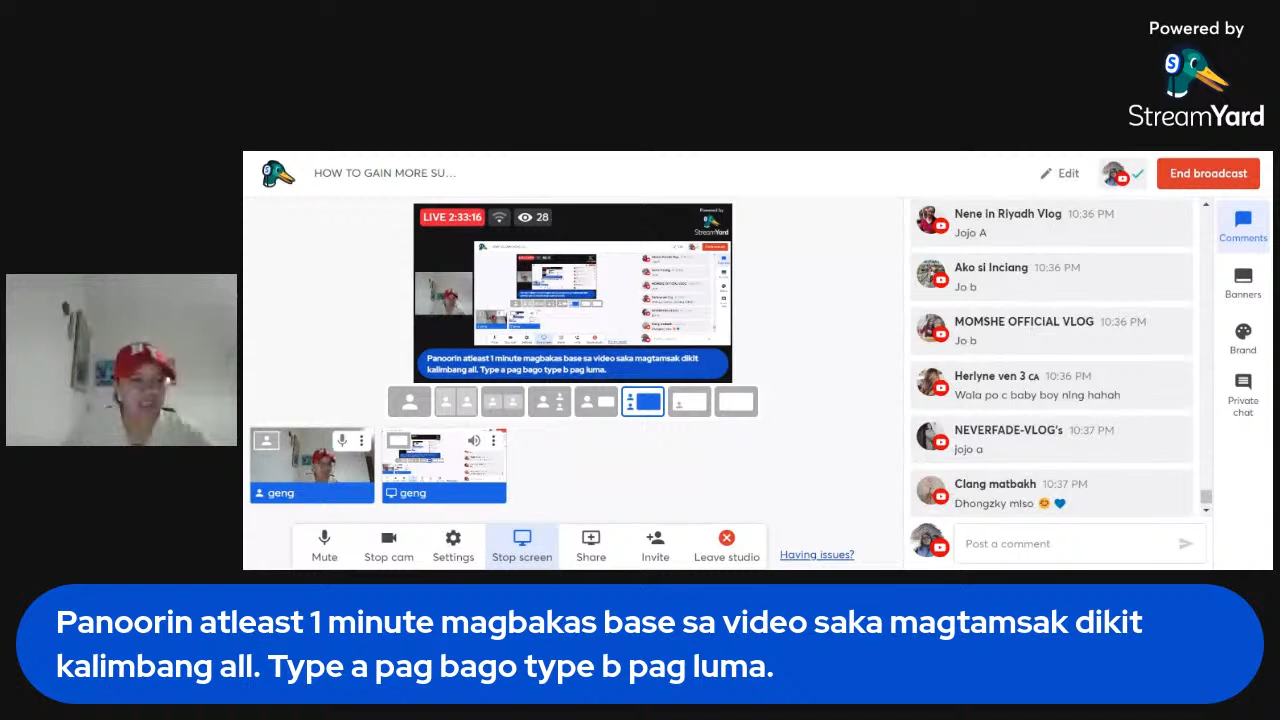 Powered by
StreamYard
HOW TO GAIN MORE SU...
Edit
End broadcast
LIVE 2:33:16
28
Powered by
StreamYard
Panoorin atleast 1 minute magbakas base sa video saka magtamsak dikit
kalimbang all. Type a pag bago type b pag luma.
geng
geng
Mute
Stop cam
Settings
Stop screen
Share
Invite
Leave studio
Having issues?
Nene in Riyadh Vlog 10:36 PM
Jojo A
Ako si Inciang 10:36 PM
Jo b
MOMSHE OFFICIAL VLOG 10:36 PM
Jo b
Herlyne ven 3 CA 10:36 PM
Wala po c baby boy ning hahah
NEVERFADE-VLOG's 10:37 PM
jojo a
Clang matbakh 10:37 PM
Dhongzky mlso 😊 💙
Post a comment
Comments
Banners
Brand
Private
chat
Panoorin atleast 1 minute magbakas base sa video saka magtamsak dikit
kalimbang all. Type a pag bago type b pag luma.